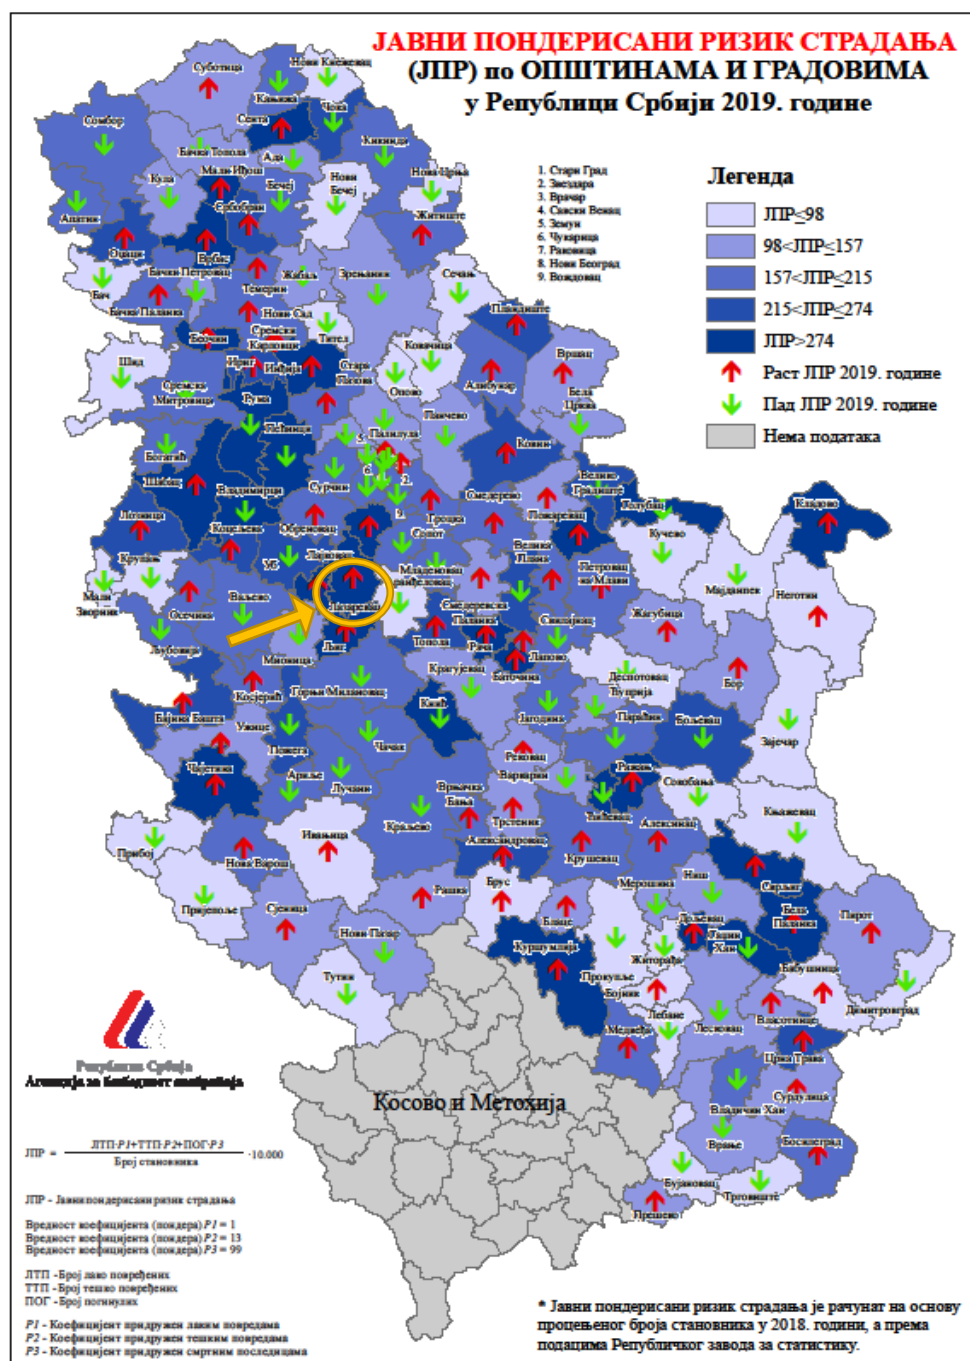 ЈАВНИ ПОНДЕРИСАНИ РИЗИК СТРАДАЊА
(ЈПР) по ОПШТИНАМА И ГРАДОВИМА
у Републици Србији 2019. године
1. Стари Град
2. Звездара
3. Врачар
4. Савски Венац
5. Земун
6. Чукарица
7. Раковица
8. Нови Београд
9. Вождовац
Легенда
ЈПР≤98
98<ЈПР≤157
157<ЈПР≤215
215<ЈПР≤274
ЈПР>274
Раст ЈПР 2019. године
Пад ЈПР 2019. године
Нема података
Суботица
Нови Кнежевац
Кањижа
Чока
Сента
Сомбор
Кикинда
Бачка Топола
Ада
Мали Иђош
Нова Црња
Кула
Бечеј
Нови
Бечеј
Апатин
Србобран
Житиште
Оџаци
Врбас
Бачки Петровац
Зрењанин
Сечањ
Бач
Темерин
Жабаљ
Бачка Паланка
Нови Сад
Пландиште
Беочин
Сремски
Карловци
Тител
Ковачица
Вршац
Шид
Ириг
Инђија
Стара
Пазова
Опово
Алибунар
Сремска
Митровица
Рума
Бела
Црква
Панчево
Пећинци
Палилула
Богатић
5.
Ковин
Шабац
Сурчин
6.
2.
Велико
Градиште
Голубац
Владимирци
Смедерево
Кладово
Лозница
Коцељева
Обреновац
9.
Гроцка
Пожаревац
Кучево
Сопот
Крупањ
Уб
Лајковац
Велика
Плана
Петровац
на Млави
Мајданпек
Неготин
Мали
Зворник
Осечина
Ваљево
Лазаревац
Младеновац
Аранђеловац
Смедеревска
Паланка
Жагубица
Љубовија
Мионица
Љиг
Топола
Рача
Свилајнац
Лапово
Косјерић
Горњи Милановац
Крагујевац
Баточина
Деспотовац
Бор
Бајина Башта
Кнић
Ћуприја
Ужице
Јагодина
Параћин
Бољевац
Зајечар
Пожега
Чачак
Чајетина
Ариље
Лучани
Рековац
Ражањ
Варварин
Сокобања
Врњачка
Бања
Књажевац
Краљево
Трстеник
Ћићевац
Алексинац
Прибој
Ивањица
Александровац
Нова Варош
Крушевац
Сврљиг
Рашка
Брус
Мерошина
Ниш
Пријепоље
Сјеница
Блаце
Дољевац
Бела
Паланка
Пирот
Нови Пазар
Куршумлија
Гаџин
Хан
Житорађа
Тутин
Прокупље
Бабушница
Бојник
Димитровград
Лебане
Медвеђа
Лесковац
Власотинце
Црна Трава
Сурдулица
Владичин Хан
Косово и Метохија
Врање
Босилеград
Бујановац
Трговиште
Прешево
Република Србија
Агенција за безбедност саобраћаја
ЈПР = ЛТП·P1+ТТП·P2+ПОГ·P3 ·10.000
Број становника
ЈПР - Јавни пондерисани ризик страдања
Вредност коефицијента (пондера) P1 = 1
Вредност коефицијента (пондера) P2 = 13
Вредност коефицијента (пондера) P3 = 99
ЛТП - Број лако повређених
ТТП - Број тешко повређених
ПОГ - Број погинулих
P1 - Коефицијент придружен лаким повредама
P2 - Коефицијент придружен тешким повредама
P3 - Коефицијент придружен смртним последицама
* Јавни пондерисани ризик страдања је рачунат на основу
процењеног броја становника у 2018. години, а према
подацима Републичког завода за статистику.